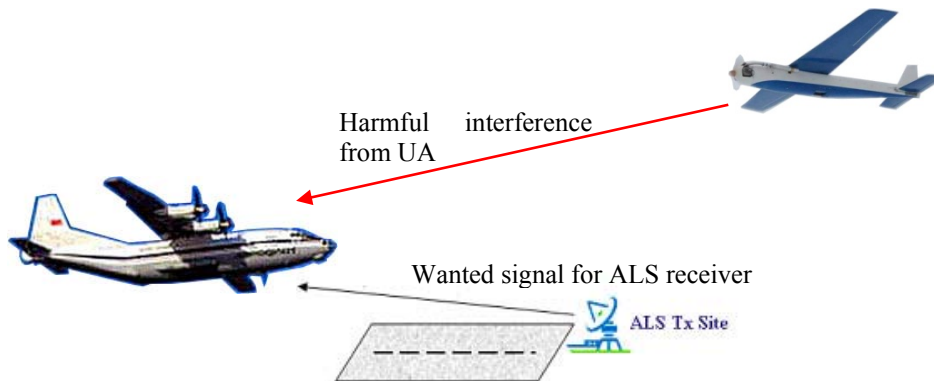 Harmful interference
from UA
Wanted signal for ALS receiver
ALS Tx Site